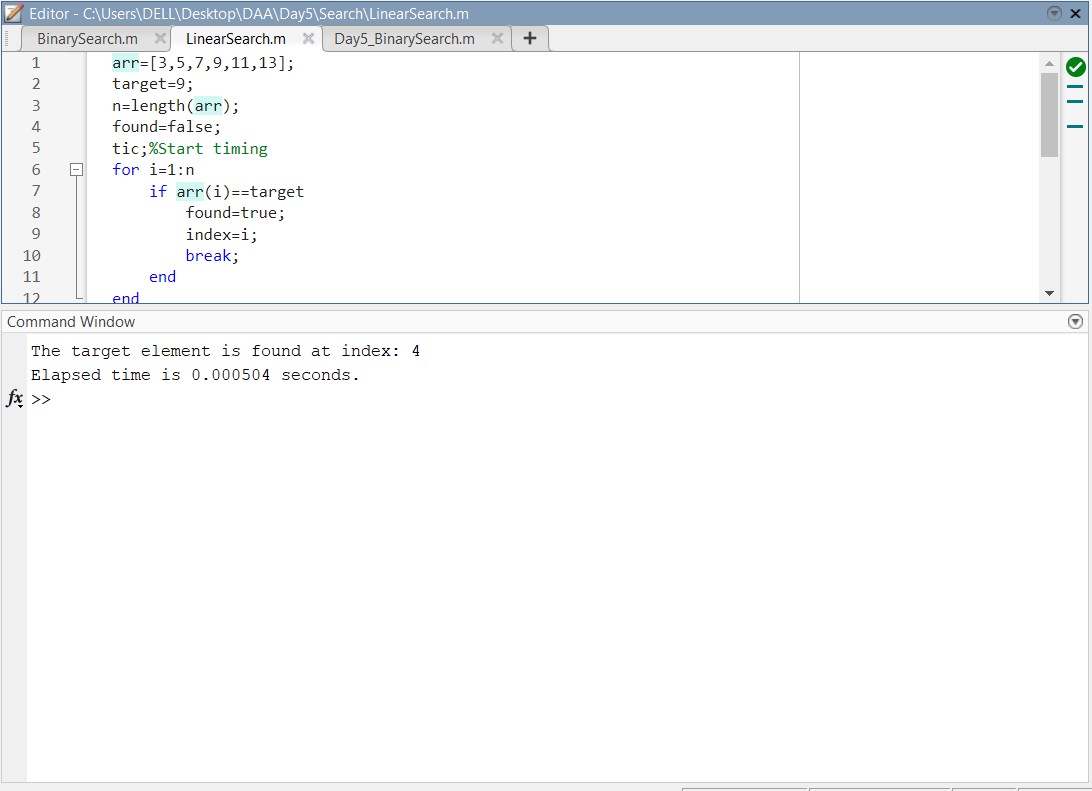 Editor - C:\Users\DELL\Desktop\DAA\Day5\Search\LinearSearch.m
BinarySearch.m LinearSearch.m Day5_BinarySearch.m
1 arr=[3,5,7,9,11,13];
2 target=9;
3 n=length(arr);
4 found=false;
5 tic;%Start timing
6 for i=1:n
7 if arr(i)==target
8 found=true;
9 index=i;
10 break;
11 end
12 end
Command Window
The target element is found at index: 4
Elapsed time is 0.000504 seconds.
fx >>